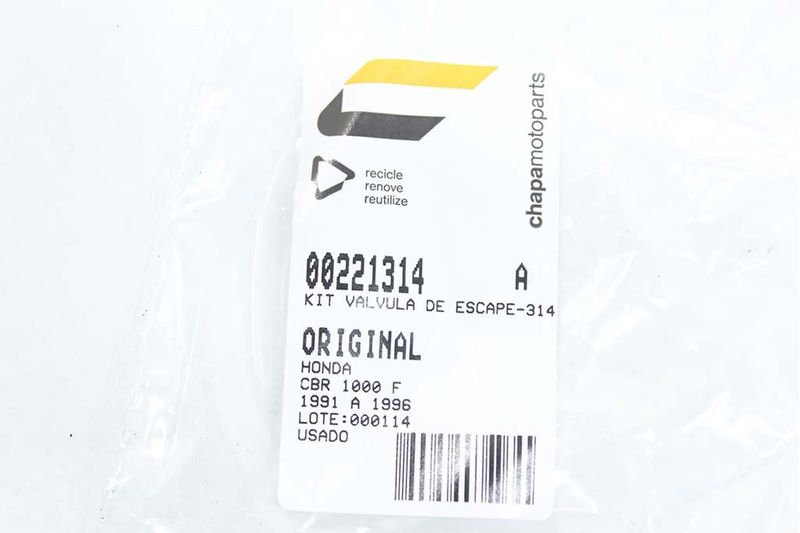 recicle
renove
reutilize
chapamotoparts
00221314 A
KIT VALVULA DE ESCAPE-314
ORIGINAL
HONDA
CBR 1000 F
1991 A 1996
LOTE:000114
USADO